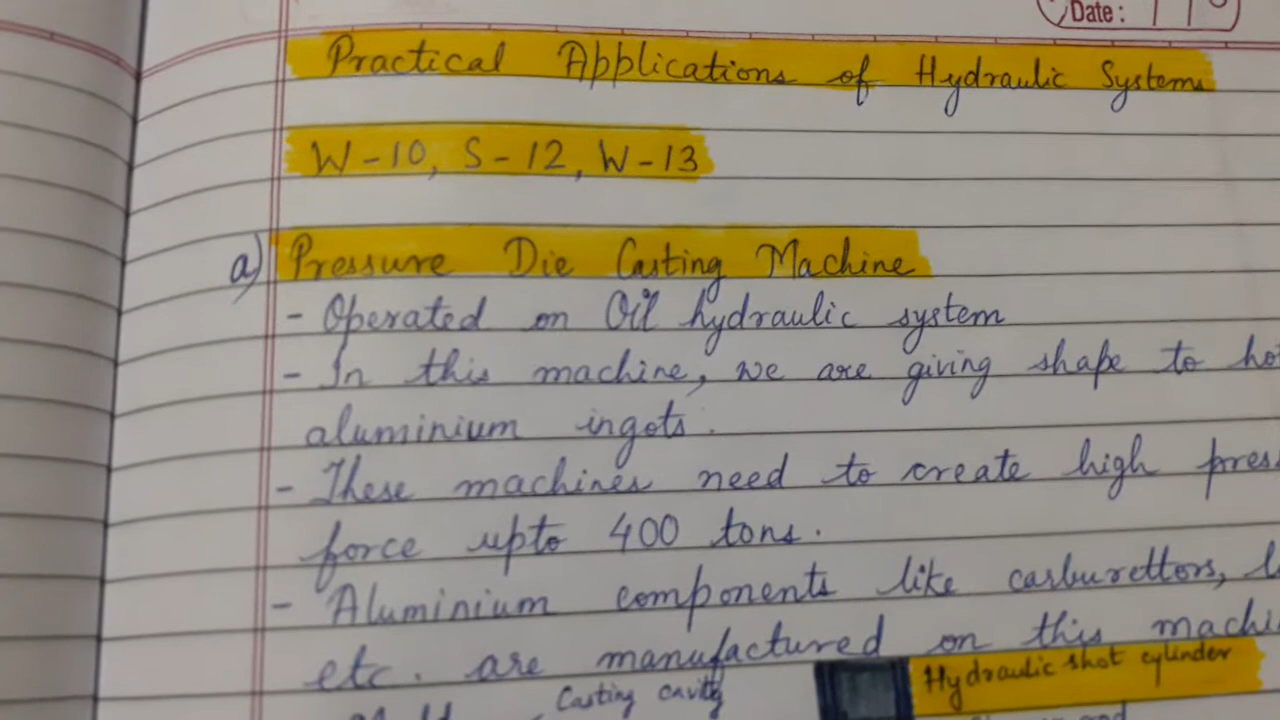 Date :
Practical Applications of Hydraulic Systems
W-10, S-12, W-13
a) Pressure Die Casting Machine
- Operated on Oil hydraulic system
- In this machine, we are giving shape to
aluminium ingots.
- These machines need to create high
force upto 400 tons.
- Aluminium components like carburettors,
etc. are manufactured on this
Hydraulic shot cylinder
Casting cavity